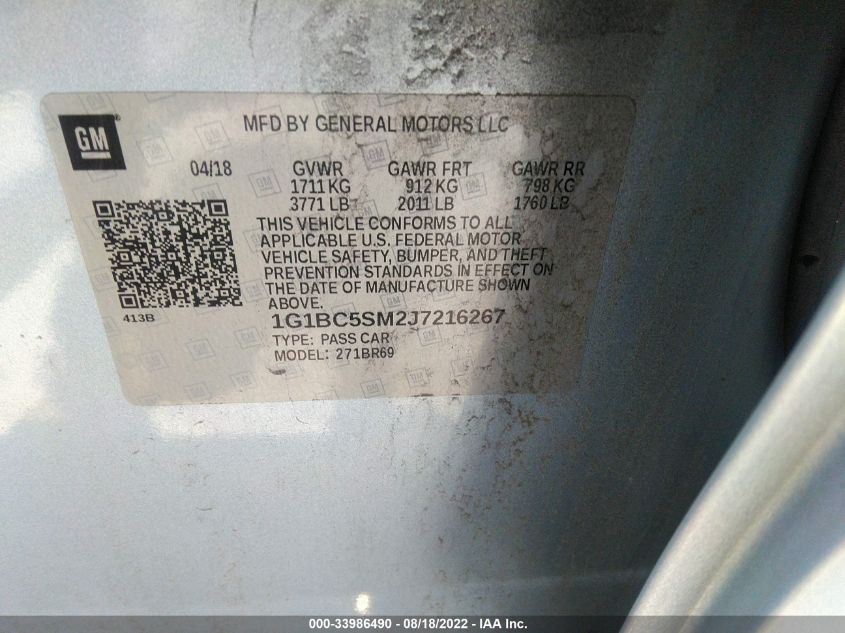 GM
MFD BY GENERAL MOTORS LLC
04/18 GVWR GAWR FRT GAWR RR
1711 KG 912 KG 798 KG
3771 LB 2011 LB 1760 LB
THIS VEHICLE CONFORMS TO ALL
APPLICABLE U.S. FEDERAL MOTOR
VEHICLE SAFETY, BUMPER, AND THEFT
PREVENTION STANDARDS IN EFFECT ON
THE DATE OF MANUFACTURE SHOWN
ABOVE.
413B
1G1BC5SM2J7216267
TYPE: PASS CAR
MODEL: 271BR69
000-33986490 - 08/18/2022 - IAA Inc.